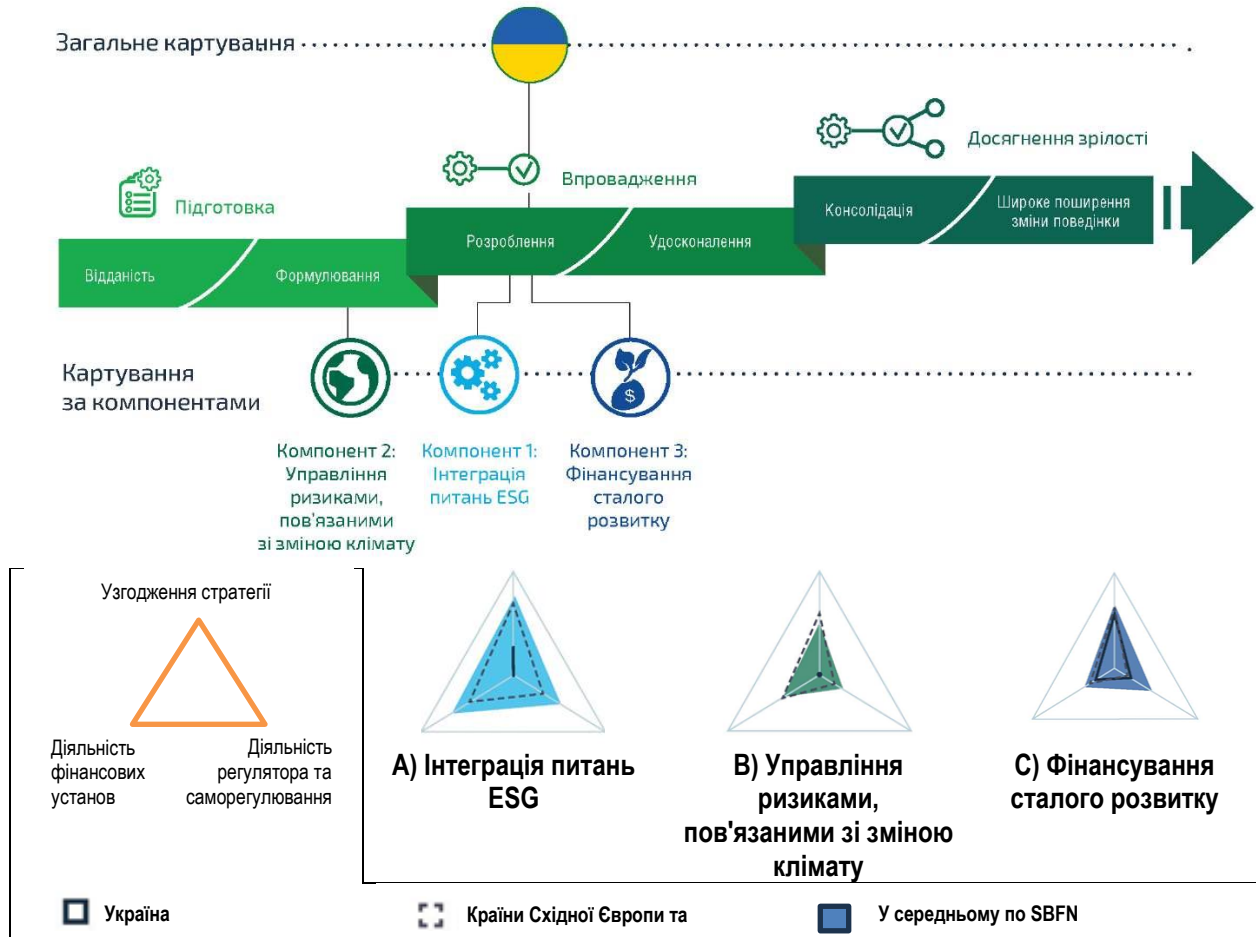 Загальне картування
Досягнення зрілості
Впровадження
Підготовка
Консолідація
Широке поширення
зміни поведінки
Розроблення
Удосконалення
Відданість
Формулювання
Картування
за компонентами
$
Компонент 2:
Управління
ризиками,
пов'язаними
зі зміною клімату
Компонент 1:
Інтеграція
питань ESG
Компонент 3:
Фінансування
сталого
розвитку
Узгодження стратегії
Діяльність
фінансових
установ
Діяльність
регулятора та
саморегулювання
А) Інтеграція питань
ESG
В) Управління
ризиками,
пов'язаними зі зміною
клімату
С) Фінансування
сталого розвитку
Україна
Країни Східної Європи та
У середньому по SBFN